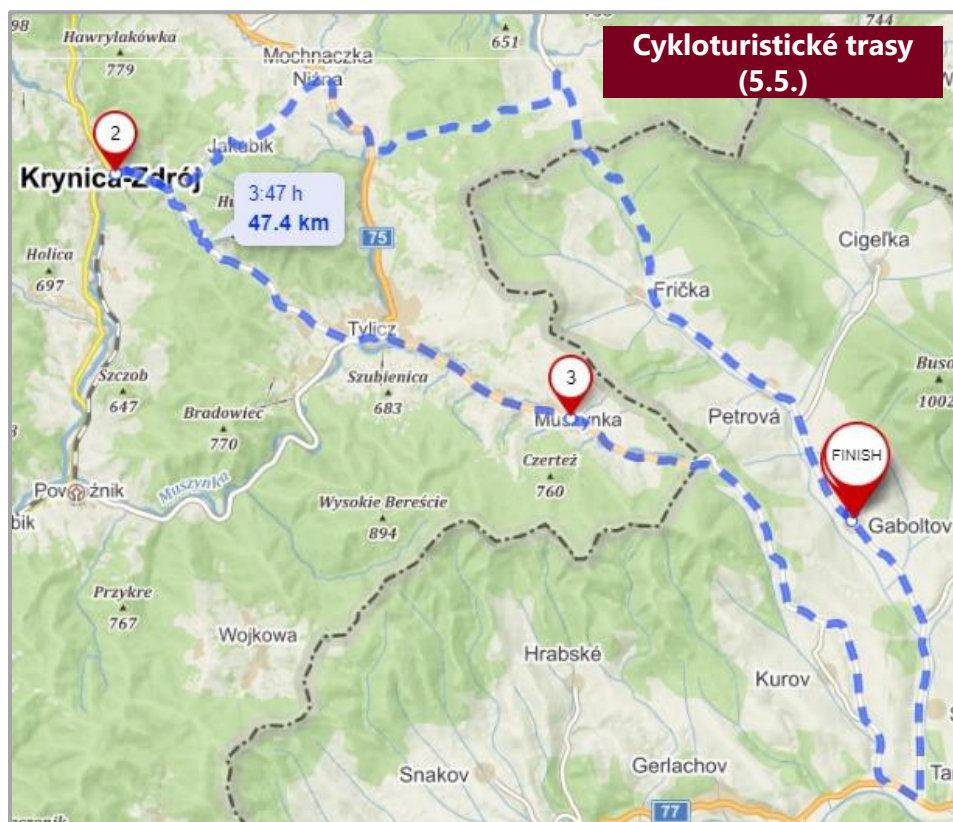 Cykloturistické trasy
(5.5.)
98
Hawrylakówka
779
Mochnaczka
Niżna
651
744
2
Jakubik
Krynica-Zdrój
3:47 h
47.4 km
75
Holica
697
Cigeľka
Frička
Tylicz
Szczob
647
Szubienica
683
3
Muszynka
Bradowiec
770
Petrová
Buso
1002
Czerteż
760
FINISH
Muszynka
Gaboltov
bik
Wysokie Bereście
894
Przykre
767
Wojkowa
Hrabské
Kurov
Gerlachov
Snakov
Tar
77